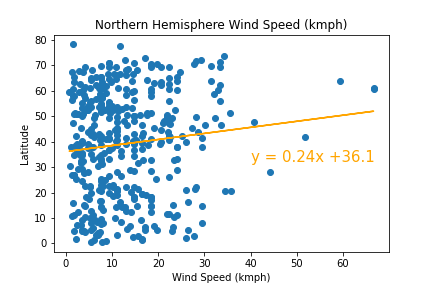 Northern Hemisphere Wind Speed (kmph)
80
70
60
50
40
30
20
10
0
Latitude
y = 0.24x +36.1
0 10 20 30 40 50 60
Wind Speed (kmph)